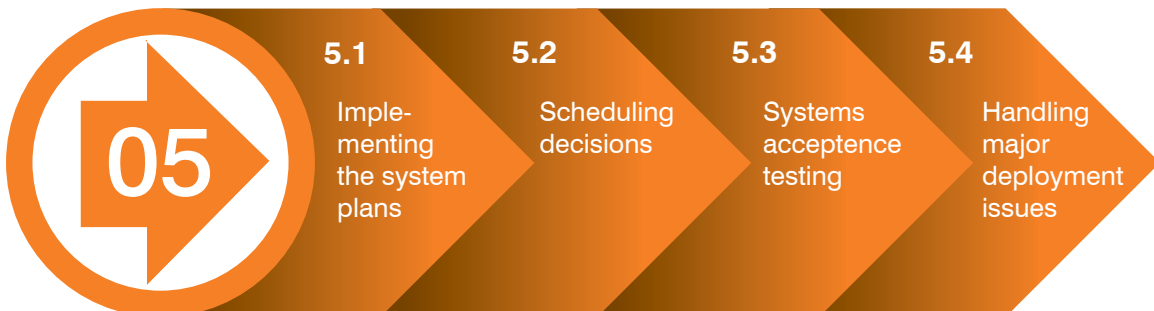 05
5.1
Imple-
menting
the system
plans
5.2
Scheduling
decisions
5.3
Systems
acceptence
testing
5.4
Handling
major
deployment
issues